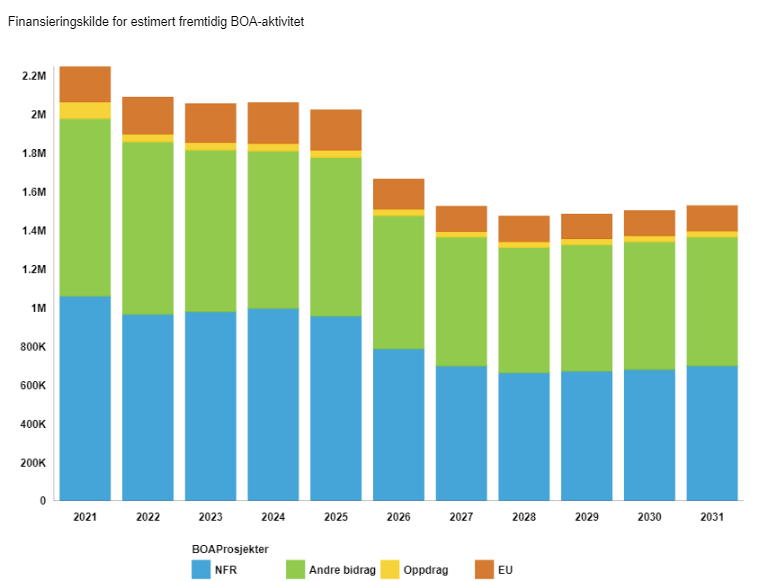 Finansieringskilde for estimert fremtidig BOA-aktivitet
2.2M
2M
1.8M
1.6M
1.4M
1.2M
1M
800K
600K
400K
200K
0
2021 2022 2023 2024 2025 2026 2027 2028 2029 2030 2031
BOAProsjekter
NFR Andre bidrag Oppdrag EU